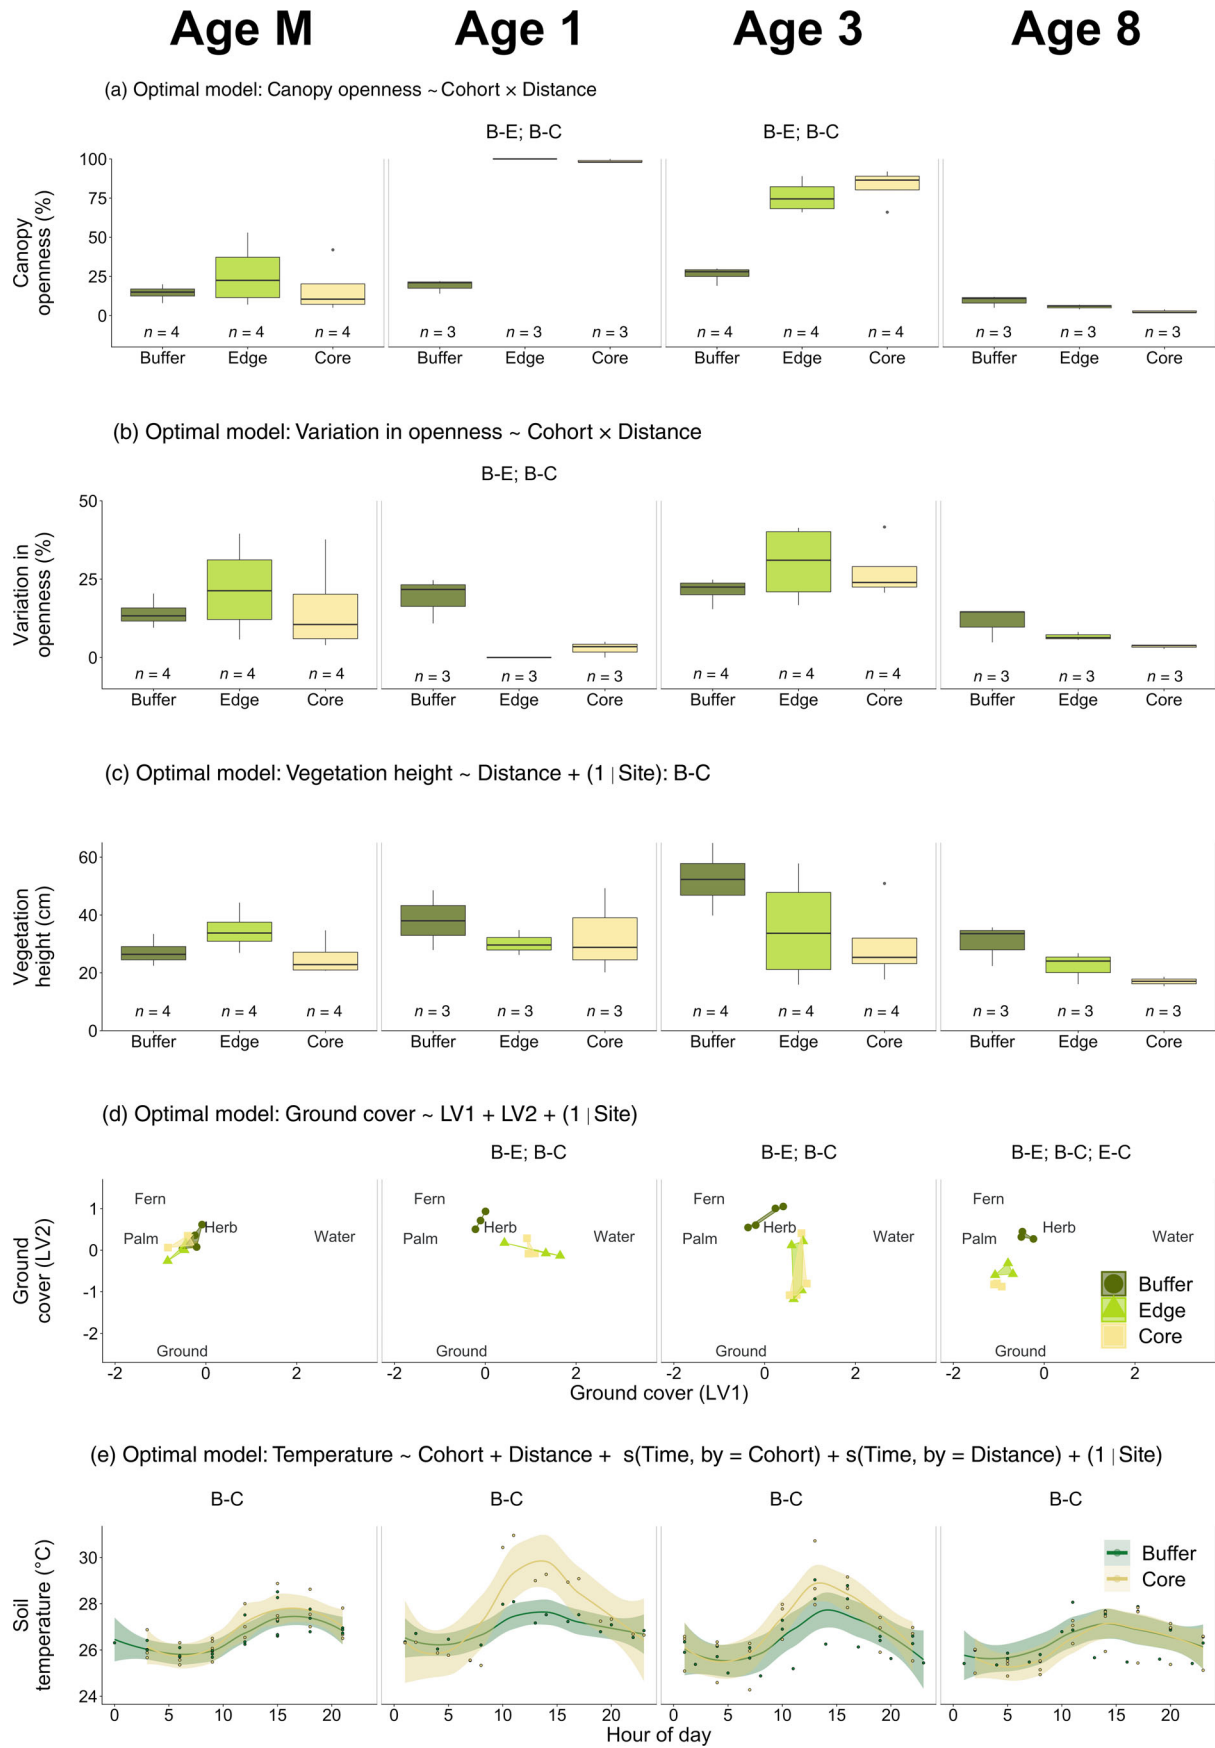 Age M Age 1 Age 3 Age 8
(a) Optimal model: Canopy openness ~ Cohort × Distance
B-E; B-C B-E; B-C
Canopy
openness (%)
100
75
50
25
0
n = 4 n = 4 n = 4 n = 3 n = 3 n = 3 n = 4 n = 4 n = 4 n = 3 n = 3 n = 3
Buffer Edge Core Buffer Edge Core Buffer Edge Core Buffer Edge Core
(b) Optimal model: Variation in openness ~ Cohort × Distance
B-E; B-C
Variation in
openness (%)
50
25
0
n = 4 n = 4 n = 4 n = 3 n = 3 n = 3 n = 4 n = 4 n = 4 n = 3 n = 3 n = 3
Buffer Edge Core Buffer Edge Core Buffer Edge Core Buffer Edge Core
(c) Optimal model: Vegetation height ~ Distance + (1 | Site): B-C
Vegetation
height (cm)
60
40
20
0
n = 4 n = 4 n = 4 n = 3 n = 3 n = 3 n = 4 n = 4 n = 4 n = 3 n = 3 n = 3
Buffer Edge Core Buffer Edge Core Buffer Edge Core Buffer Edge Core
(d) Optimal model: Ground cover ~ LV1 + LV2 + (1 | Site)
B-E; B-C B-E; B-C B-E; B-C; E-C
Ground
cover (LV2)
1
0
-1
-2
Fern Fern Fern Fern
Herb Herb Herb Herb
Palm Water Palm Water Palm Water Palm Water
Buffer
Edge
Core
Ground Ground Ground Ground
-2 0 2 -2 0 2 -2 0 2 -2 0 2
Ground cover (LV1)
(e) Optimal model: Temperature ~ Cohort + Distance + s(Time, by = Cohort) + s(Time, by = Distance) + (1 | Site)
B-C B-C B-C B-C
Soil
temperature (°C)
30
28
26
24
Buffer
Core
0 5 10 15 20 0 5 10 15 20 0 5 10 15 20 0 5 10 15 20
Hour of day